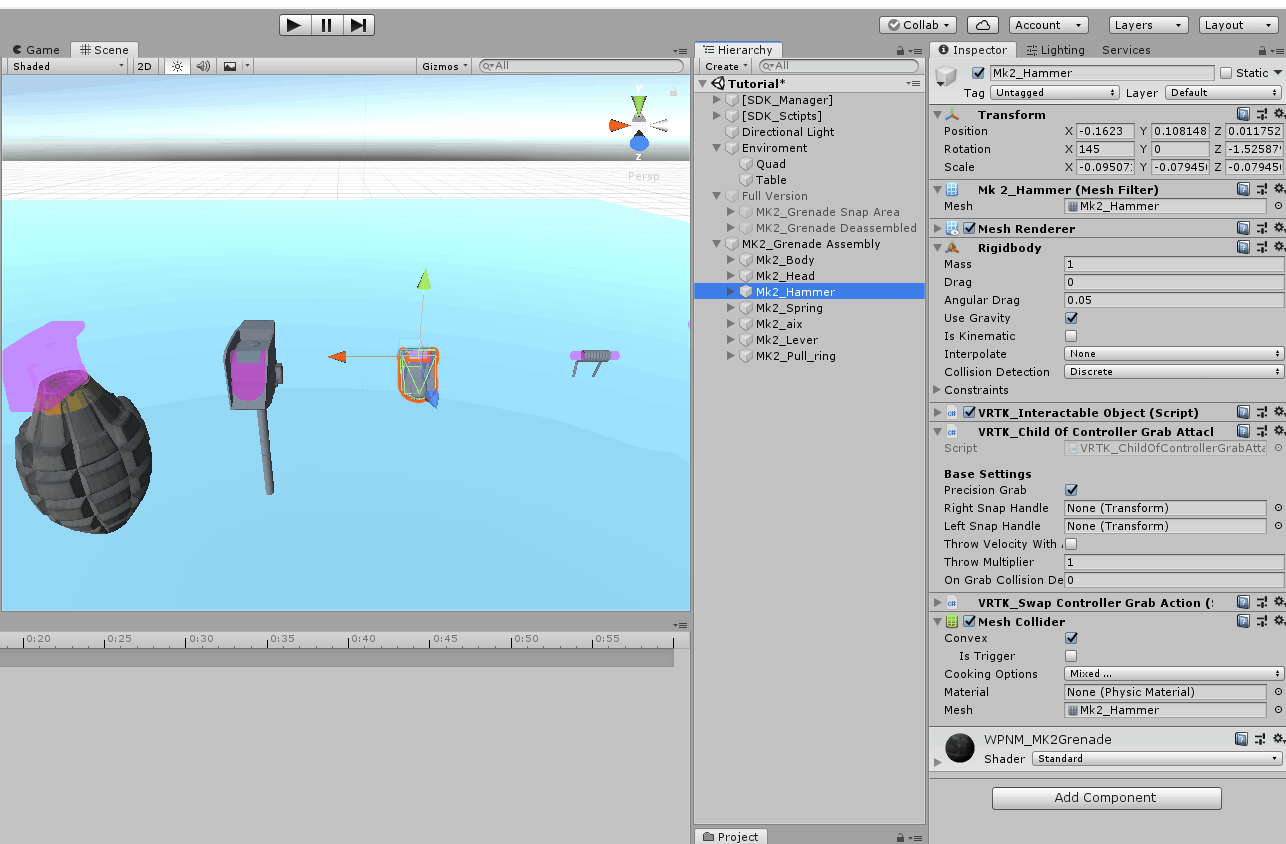 Collab
Account
Layers
Layout
Game
Scene
Shaded
2D
Gizmos
All
Y
Z
Persp
0:20
0:25
0:30
0:35
0:40
0:45
0:50
0:55
Hierarchy
Create
All
Tutorial*
[SDK_Manager]
[SDK_Sctipts]
Directional Light
Enviroment
Quad
Table
Full Version
MK2_Grenade Snap Area
MK2_Grenade Deassembled
MK2_Grenade Assembly
Mk2_Body
Mk2_Head
Mk2_Hammer
Mk2_Spring
Mk2_aix
Mk2_Lever
MK2_Pull_ring
Project
Inspector
Lighting
Services
Mk2_Hammer
Static
Tag Untagged Layer Default
Transform
Position X -0.1623 Y 0.108148 Z 0.011752
Rotation X 145 Y 0 Z -1.52587
Scale X -0.09507 Y -0.07945 Z -0.07945
Mk 2_Hammer (Mesh Filter)
Mesh Mk2_Hammer
Mesh Renderer
Rigidbody
Mass 1
Drag 0
Angular Drag 0.05
Use Gravity
Is Kinematic
Interpolate None
Collision Detection Discrete
Constraints
VRTK_Interactable Object (Script)
VRTK_Child Of Controller Grab Attacl
Script VRTK_ChildOfControllerGrabAtta
Base Settings
Precision Grab
Right Snap Handle None (Transform)
Left Snap Handle None (Transform)
Throw Velocity With
Throw Multiplier 1
On Grab Collision De 0
VRTK_Swap Controller Grab Action (
Mesh Collider
Convex
Is Trigger
Cooking Options Mixed ...
Material None (Physic Material)
Mesh Mk2_Hammer
WPNM_MK2Grenade
Shader Standard
Add Component